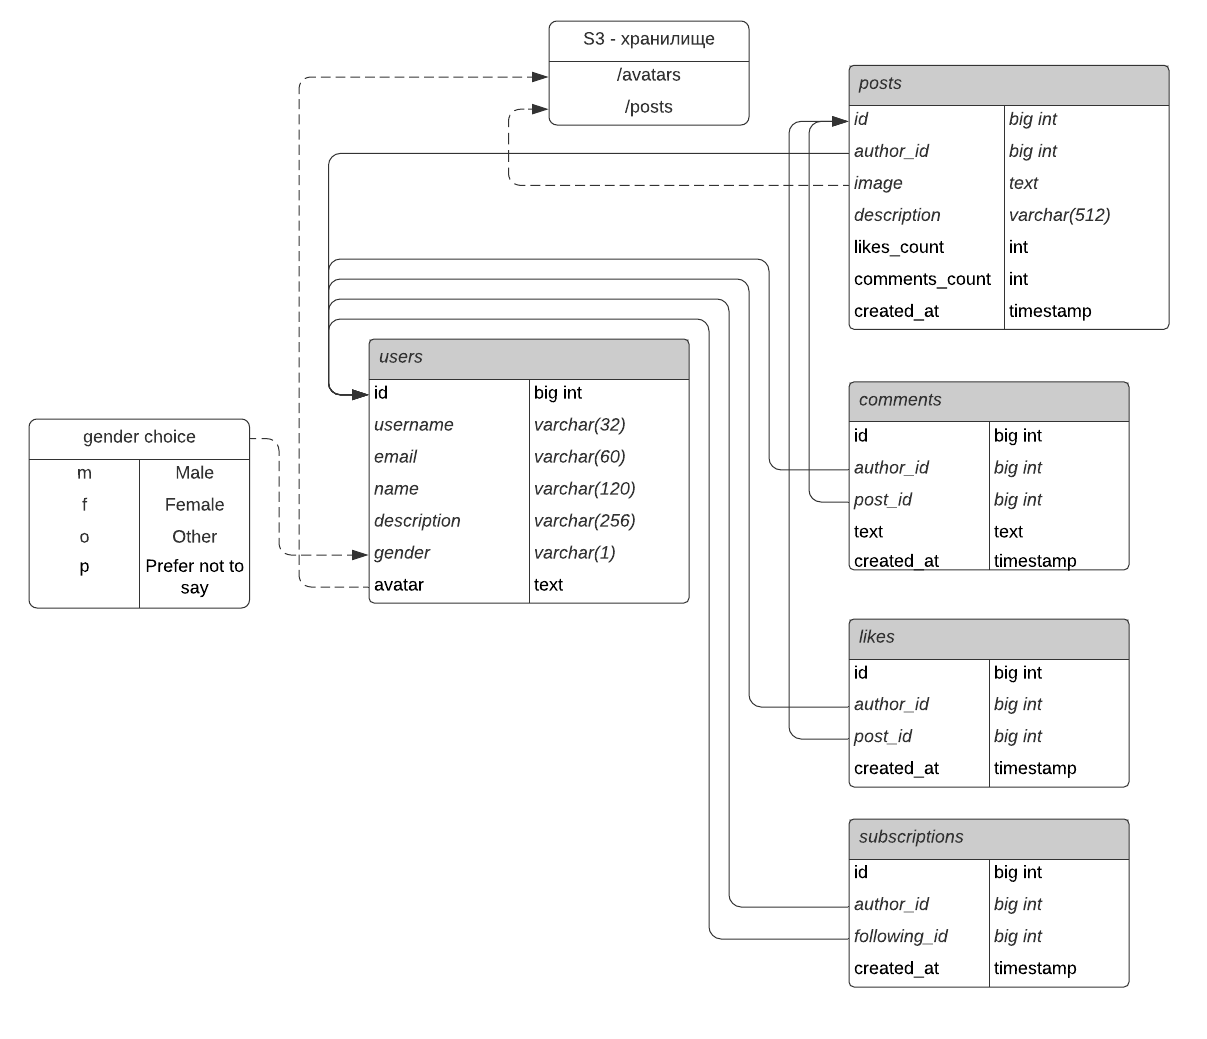 S3 - хранилище
/avatars
/posts
posts
id big int
author_id big int
image text
description varchar(512)
likes_count int
comments_count int
created_at timestamp
users
id big int
username varchar(32)
email varchar(60)
name varchar(120)
description varchar(256)
gender varchar(1)
avatar text
gender choice
m Male
f Female
o Other
p Prefer not to
say
comments
id big int
author_id big int
post_id big int
text text
created_at timestamp
likes
id big int
author_id big int
post_id big int
created_at timestamp
subscriptions
id big int
author_id big int
following_id big int
created_at timestamp